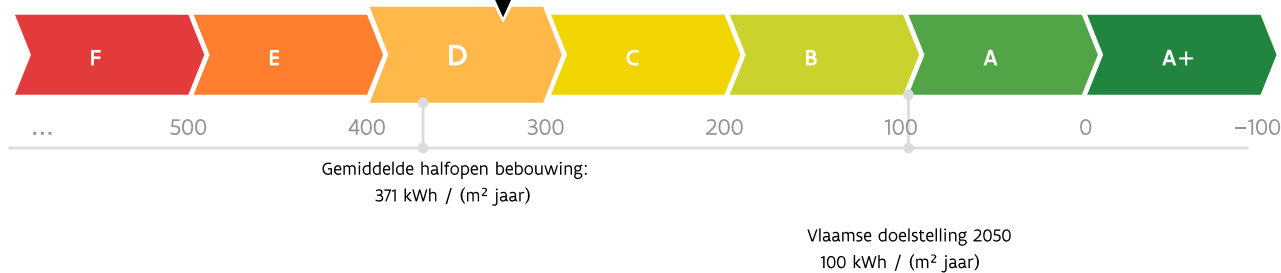 F E D C B A A+
... 500 400 300 200 100 0 –100
Gemiddelde halfopen bebouwing:
371 kWh / (m² jaar)
Vlaamse doelstelling 2050
100 kWh / (m² jaar)